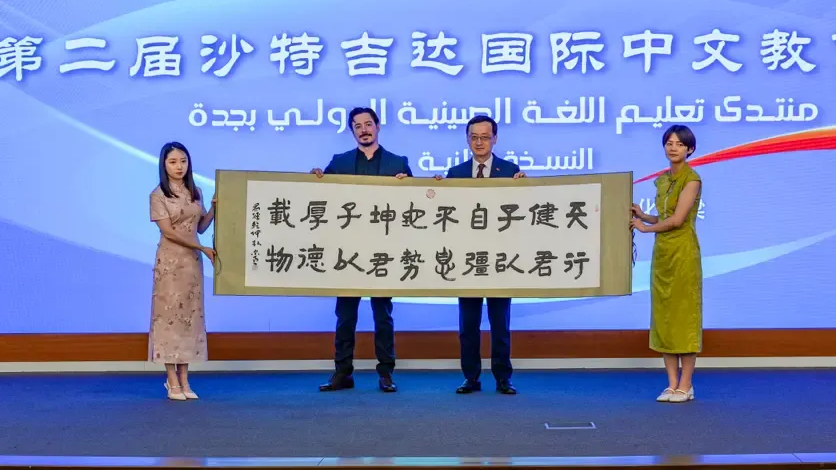 第二届沙特吉达国际中文教
منتدى تعليم اللغة الصينية الدولي بجدة
النسخة
天行
健君
子以
自彊
不息
地勢
坤君
子以
厚德
載物